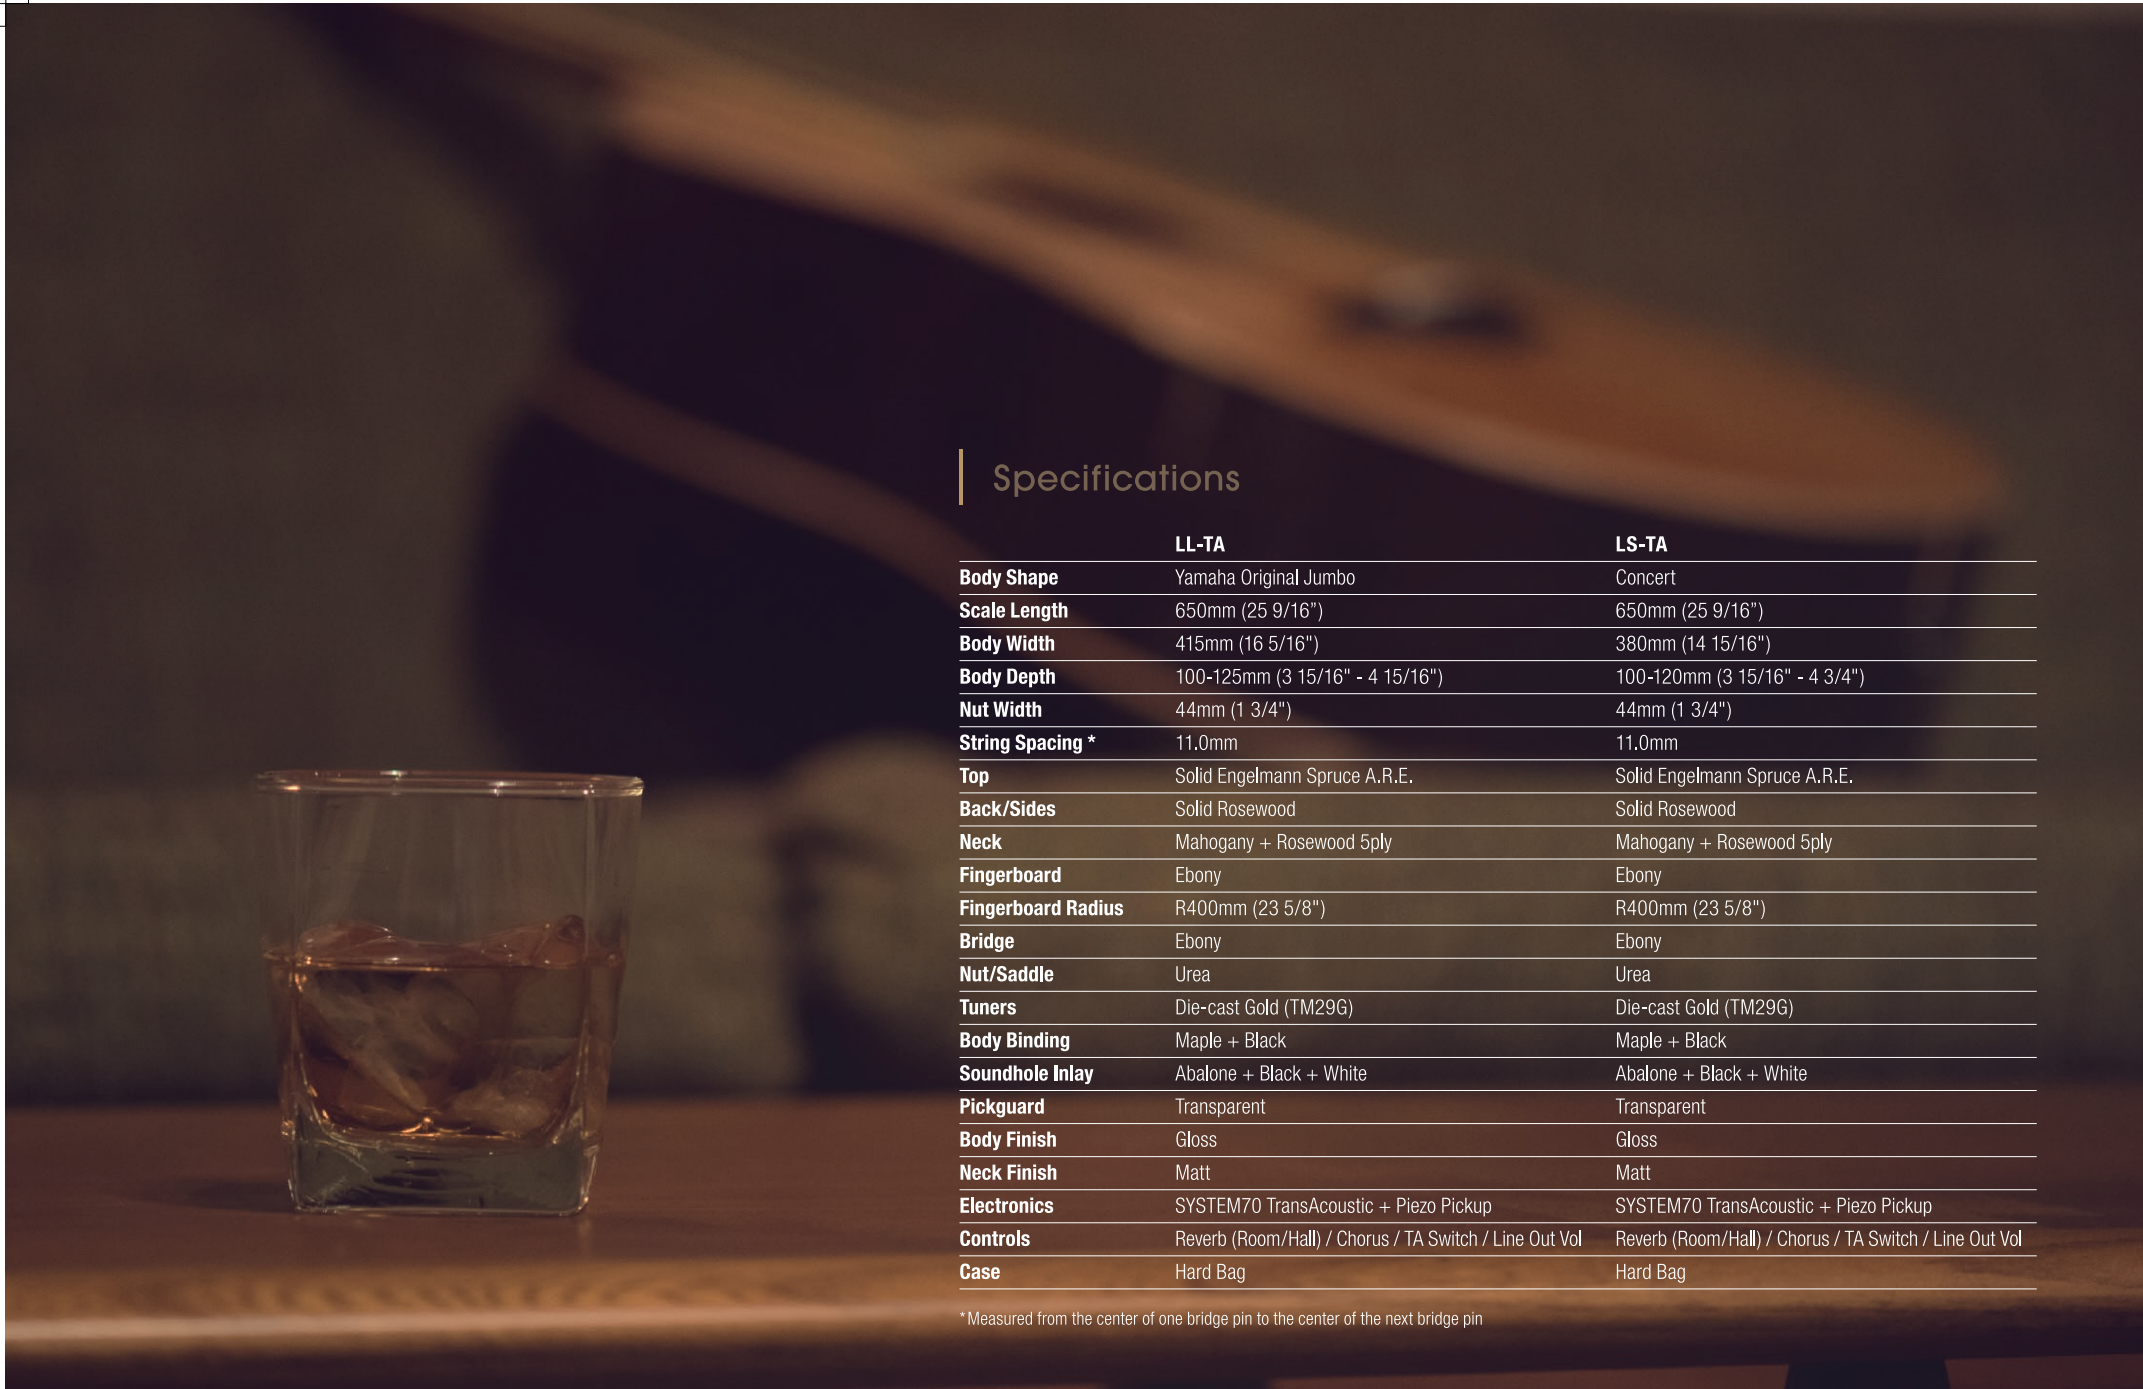 Specifications
LL-TA LS-TA
Body Shape Yamaha Original Jumbo Concert
Scale Length 650mm (25 9/16”) 650mm (25 9/16”)
Body Width 415mm (16 5/16") 380mm (14 15/16")
Body Depth 100-125mm (3 15/16" - 4 15/16") 100-120mm (3 15/16" - 4 3/4")
Nut Width 44mm (1 3/4") 44mm (1 3/4")
String Spacing * 11.0mm 11.0mm
Top Solid Engelmann Spruce A.R.E. Solid Engelmann Spruce A.R.E.
Back/Sides Solid Rosewood Solid Rosewood
Neck Mahogany + Rosewood 5ply Mahogany + Rosewood 5ply
Fingerboard Ebony Ebony
Fingerboard Radius R400mm (23 5/8") R400mm (23 5/8")
Bridge Ebony Ebony
Nut/Saddle Urea Urea
Tuners Die-cast Gold (TM29G) Die-cast Gold (TM29G)
Body Binding Maple + Black Maple + Black
Soundhole Inlay Abalone + Black + White Abalone + Black + White
Pickguard Transparent Transparent
Body Finish Gloss Gloss
Neck Finish Matt Matt
Electronics SYSTEM70 TransAcoustic + Piezo Pickup SYSTEM70 TransAcoustic + Piezo Pickup
Controls Reverb (Room/Hall) / Chorus / TA Switch / Line Out Vol Reverb (Room/Hall) / Chorus / TA Switch / Line Out Vol
Case Hard Bag Hard Bag
*Measured from the center of one bridge pin to the center of the next bridge pin